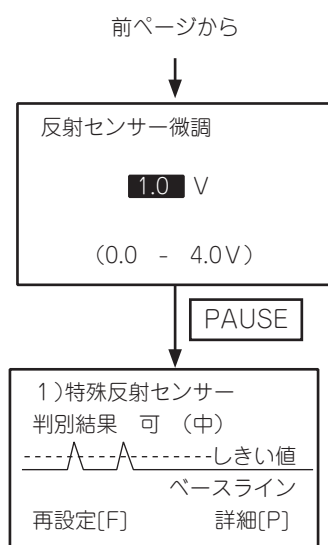 前ページから
反射センサー微調
1.0 V
(0.0 - 4.0V)
PAUSE
1)特殊反射センサー
判別結果 可 (中)
しきい値
ベースライン
再設定[F] 詳細[P]